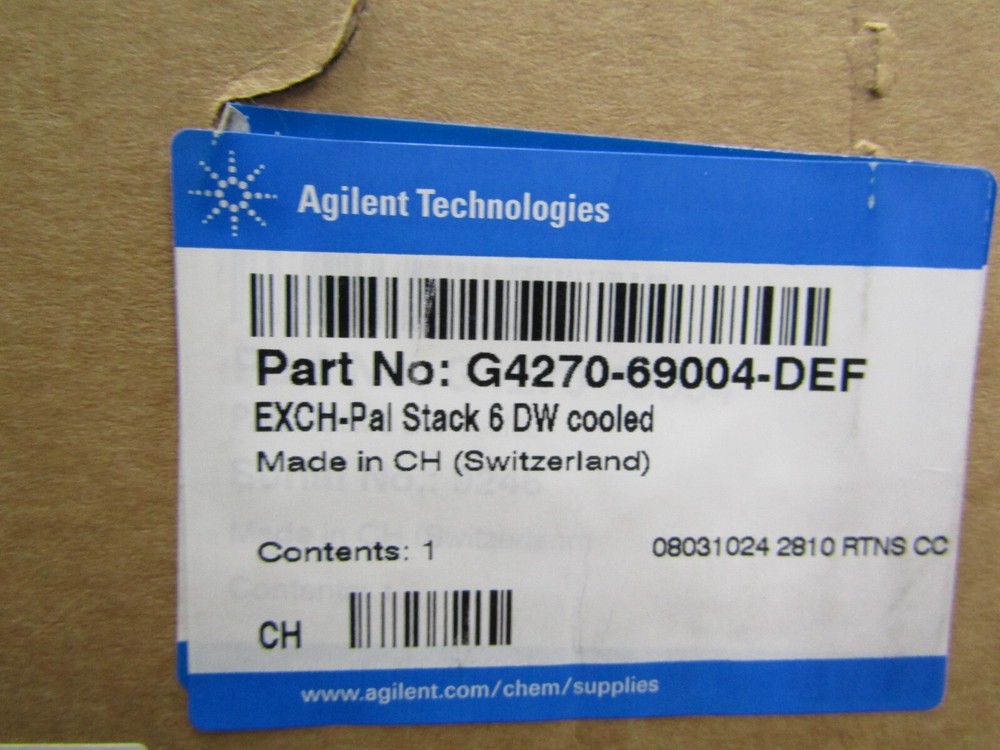 Agilent Technologies
Part No: G4270-69004-DEF
EXCH-Pal Stack 6 DW cooled
Made in CH (Switzerland)
Contents: 1
08031024 2810 RTNS CC
CH
www.agilent.com/chem/supplies